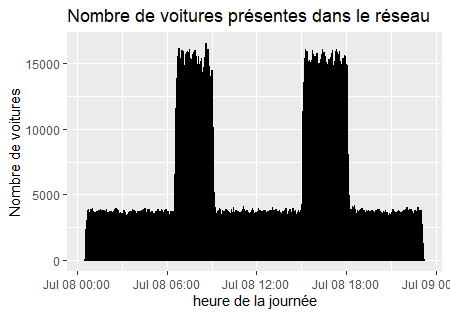 Nombre de voitures présentes dans le réseau
Nombre de voitures
15000
10000
5000
0
Jul 08 00:00
Jul 08 06:00
Jul 08 12:00
Jul 08 18:00
Jul 09 00
heure de la journée